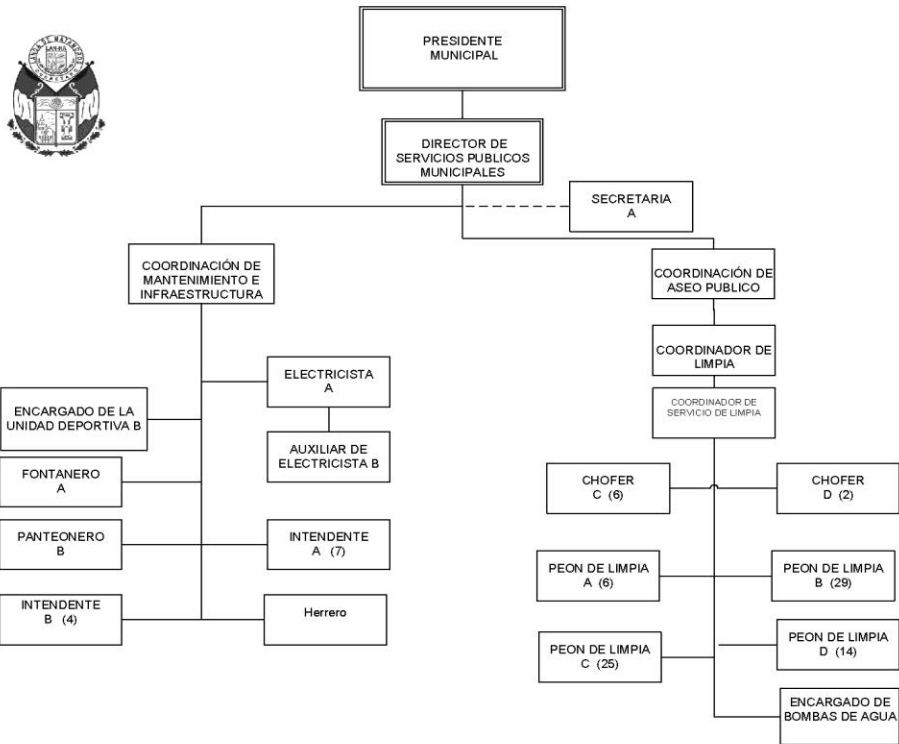 PRESIDENTE
MUNICIPAL
DIRECTOR DE
SERVICIOS PUBLICOS
MUNICIPALES
SECRETARIA
A
COORDINACIÓN DE
MANTENIMIENTO E
INFRAESTRUCTURA
COORDINACIÓN DE
ASEO PUBLICO
COORDINADOR DE
LIMPIA
COORDINADOR DE
SERVICIO DE LIMPIA
ELECTRICISTA
A
ENCARGADO DE LA
UNIDAD DEPORTIVA B
AUXILIAR DE
ELECTRICISTA B
FONTANERO
A
PANTEONERO
B
INTENDENTE
A (7)
INTENDENTE
B (4)
Herrero
CHOFER
C (6)
CHOFER
D (2)
PEON DE LIMPIA
A (6)
PEON DE LIMPIA
B (29)
PEON DE LIMPIA
C (25)
PEON DE LIMPIA
D (14)
ENCARGADO DE
BOMBAS DE AGUA